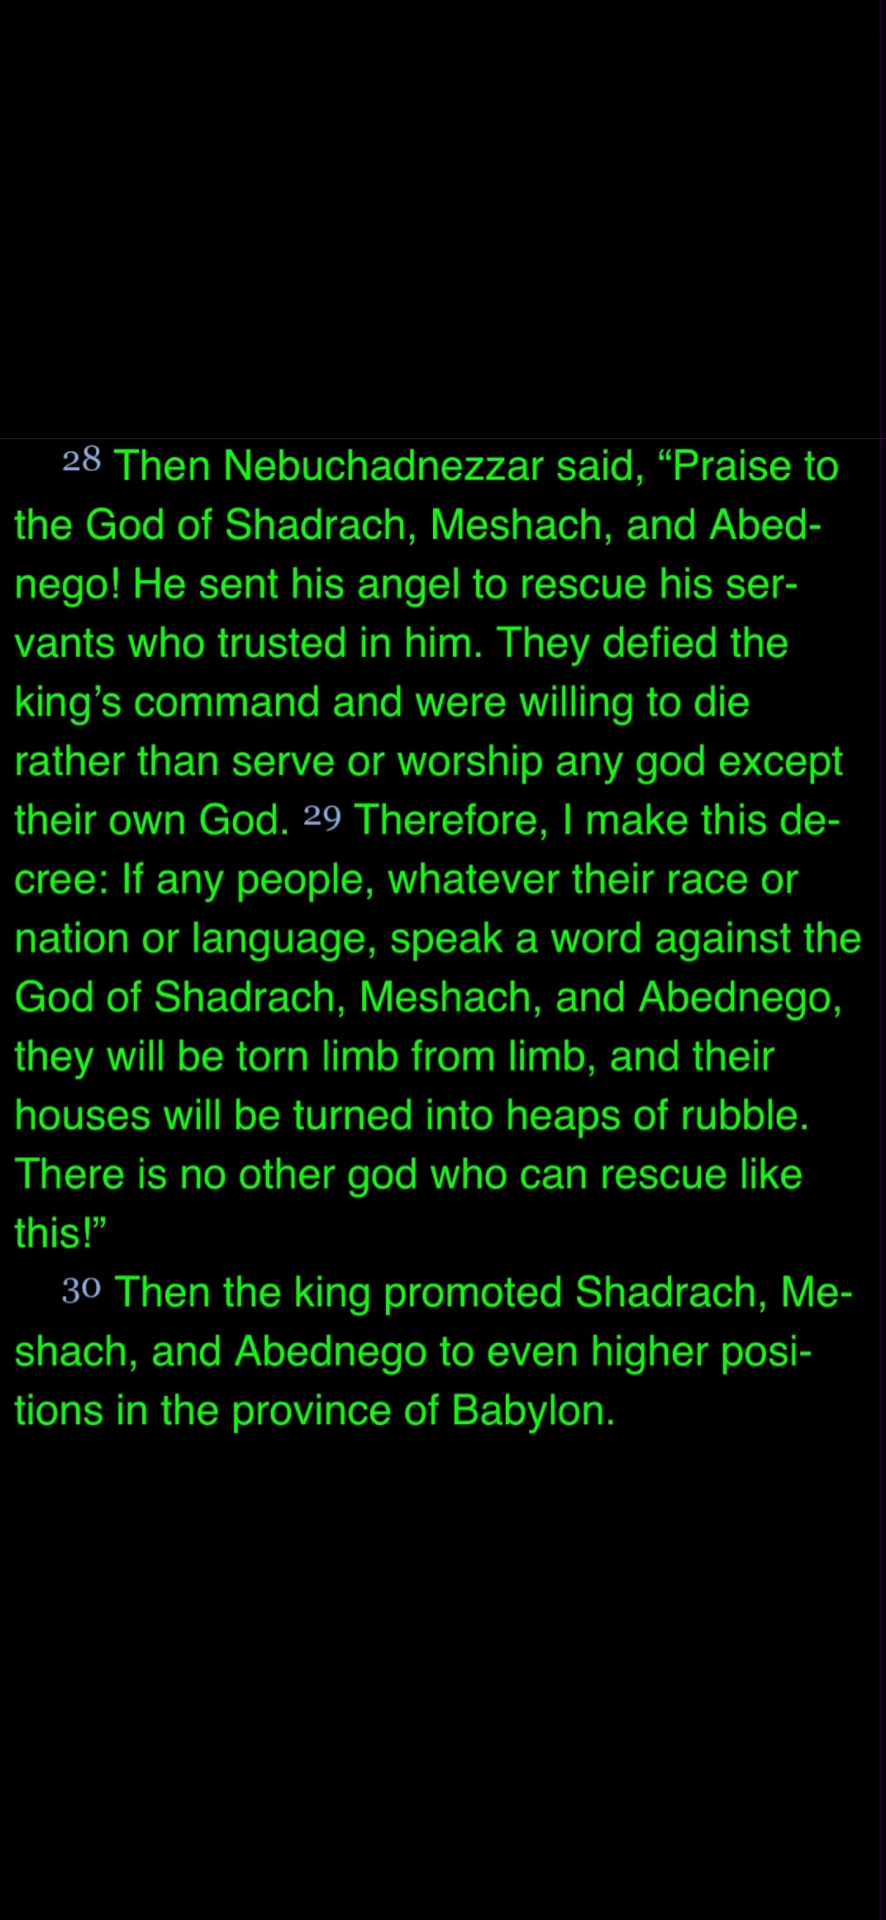 28 Then Nebuchadnezzar said, “Praise to
the God of Shadrach, Meshach, and Abed-
nego! He sent his angel to rescue his ser-
vants who trusted in him. They defied the
king’s command and were willing to die
rather than serve or worship any god except
their own God. 29 Therefore, I make this de-
cree: If any people, whatever their race or
nation or language, speak a word against the
God of Shadrach, Meshach, and Abednego,
they will be torn limb from limb, and their
houses will be turned into heaps of rubble.
There is no other god who can rescue like
this!”
30 Then the king promoted Shadrach, Me-
shach, and Abednego to even higher posi-
tions in the province of Babylon.